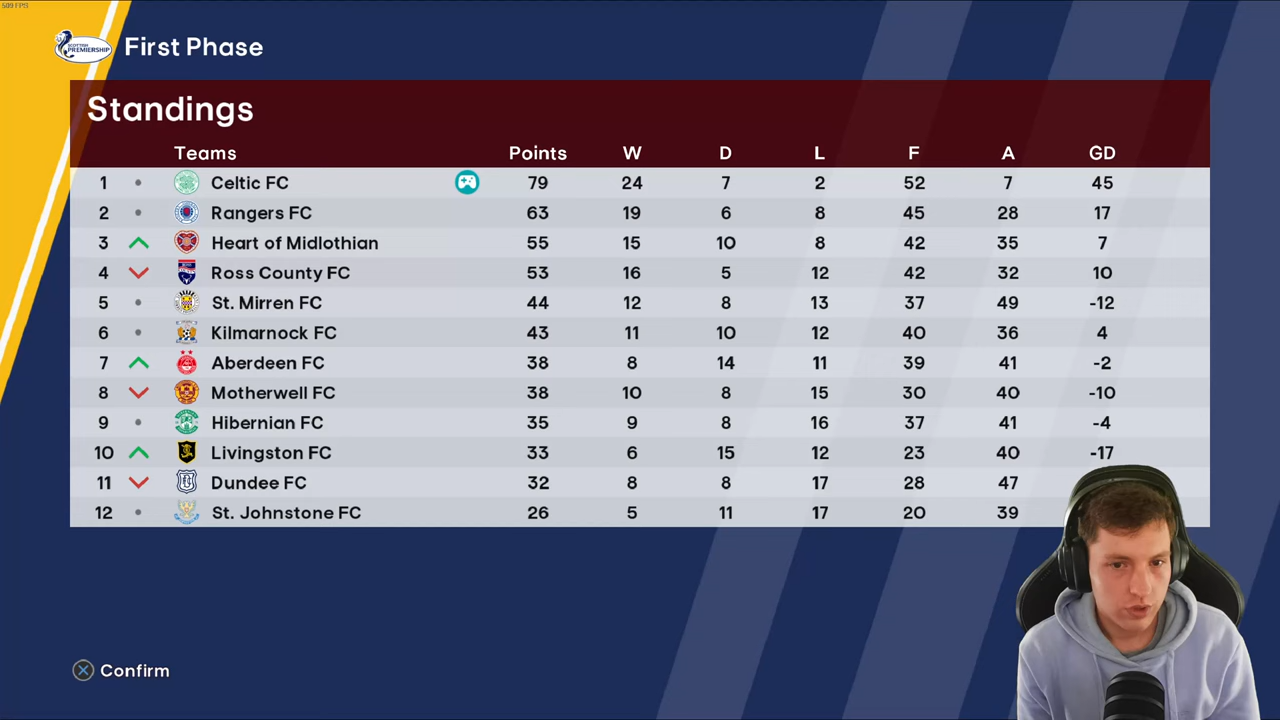 509 FPS
SCOTTISH PREMIERSHIP First Phase
Standings
Teams Points W D L F A GD
1 Celtic FC 79 24 7 2 52 7 45
2 Rangers FC 63 19 6 8 45 28 17
3 Heart of Midlothian 55 15 10 8 42 35 7
4 Ross County FC 53 16 5 12 42 32 10
5 St. Mirren FC 44 12 8 13 37 49 -12
6 Kilmarnock FC 43 11 10 12 40 36 4
7 Aberdeen FC 38 8 14 11 39 41 -2
8 Motherwell FC 38 10 8 15 30 40 -10
9 Hibernian FC 35 9 8 16 37 41 -4
10 Livingston FC 33 6 15 12 23 40 -17
11 Dundee FC 32 8 8 17 28 47
12 St. Johnstone FC 26 5 11 17 20 39
Confirm